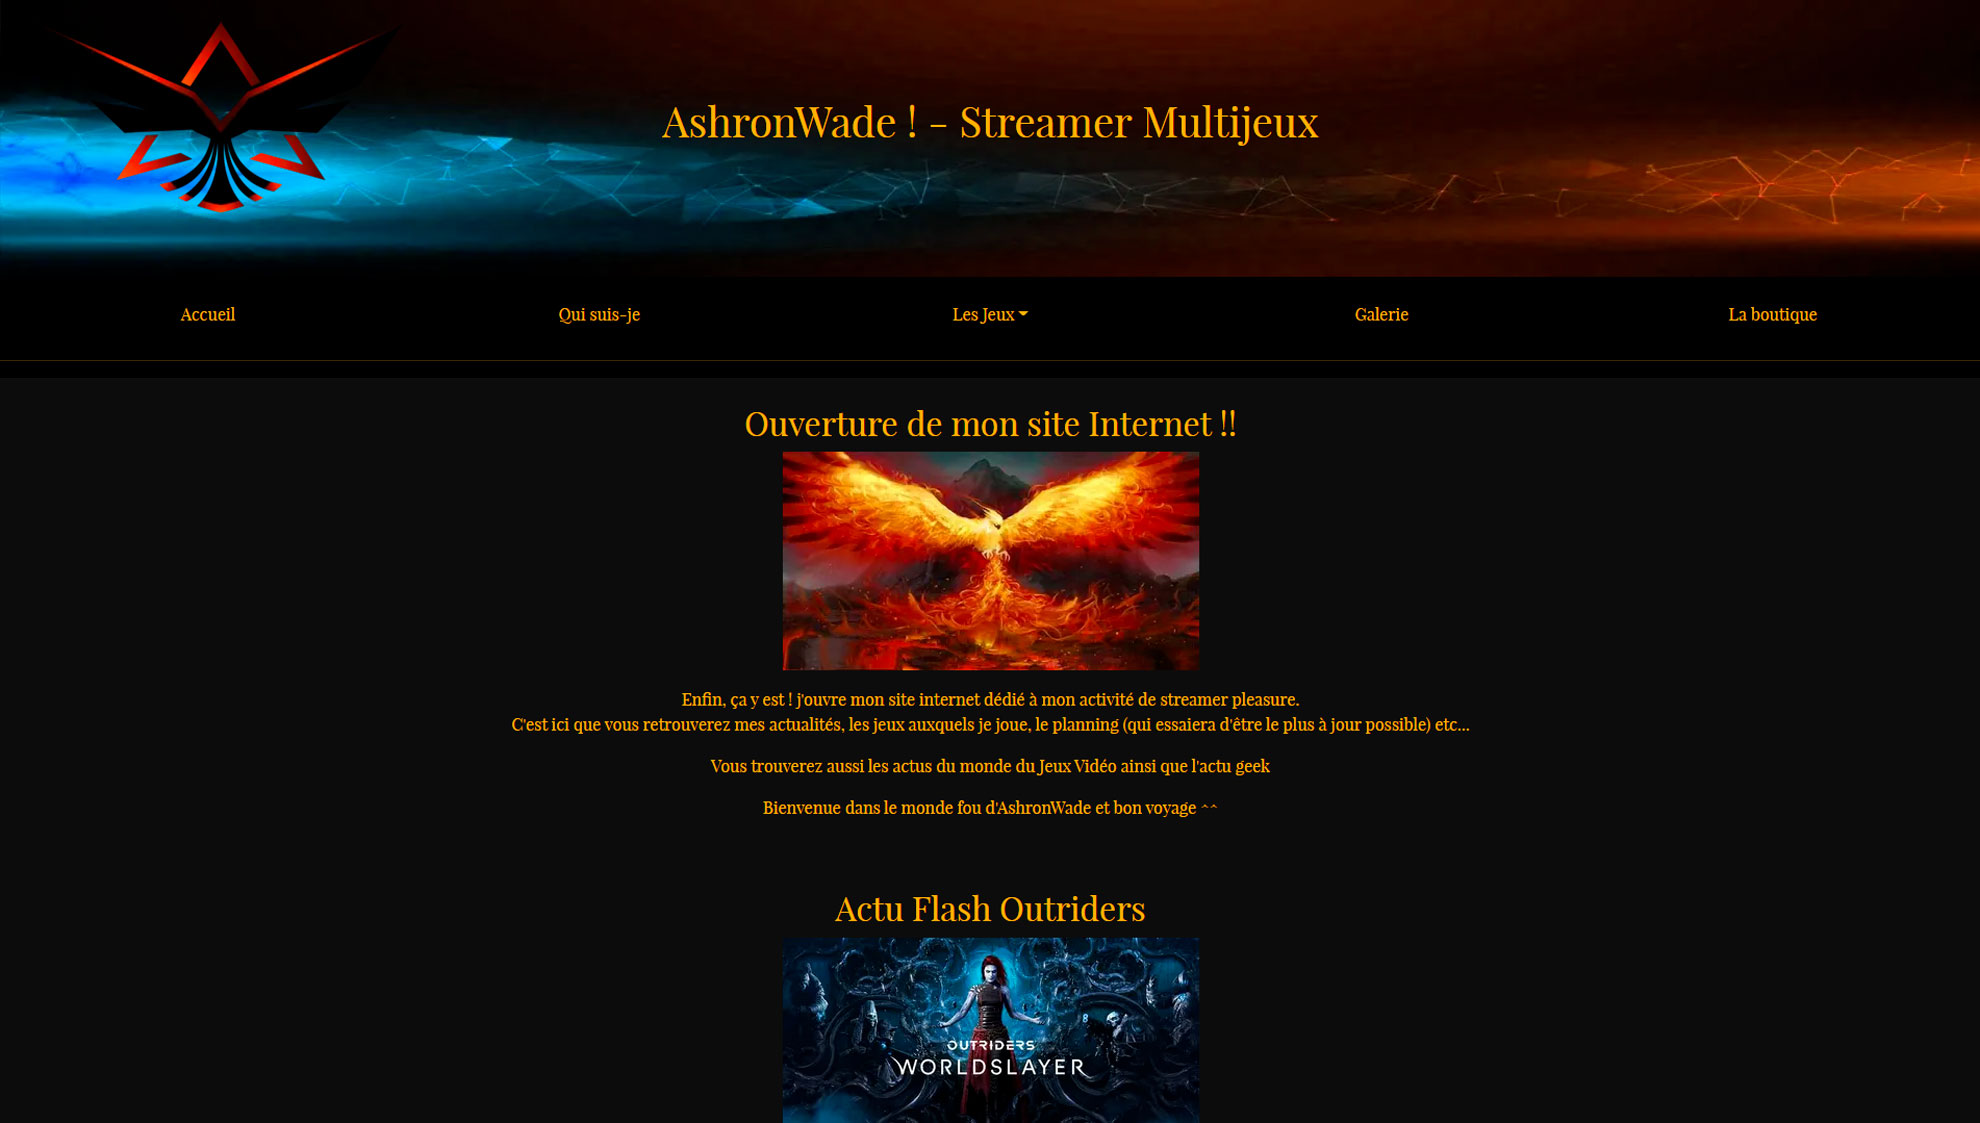 AshronWade ! - Streamer Multijeux
Accueil
Qui suis-je
Les Jeux
Galerie
La boutique
Ouverture de mon site Internet !!
Enfin, ça y est ! j'ouvre mon site internet dédié à mon activité de streamer pleasure.
C'est ici que vous retrouverez mes actualités, les jeux auxquels je joue, le planning (qui essaiera d'être le plus à jour possible) etc...
Vous trouverez aussi les actus du monde du Jeux Vidéo ainsi que l'actu geek
Bienvenue dans le monde fou d'AshronWade et bon voyage ^^
Actu Flash Outriders
OUTRIDERS
WORLDSLAYER